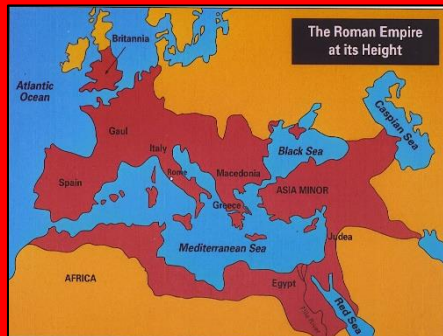 The Roman Empire
at its Height
Britannia
Atlantic
Ocean
Gaul
Italy
Rome
Spain
Macedonia
Greece
Black Sea
Caspian Sea
ASIA MINOR
Mediterranean Sea
Judea
AFRICA
Egypt
Red Sea